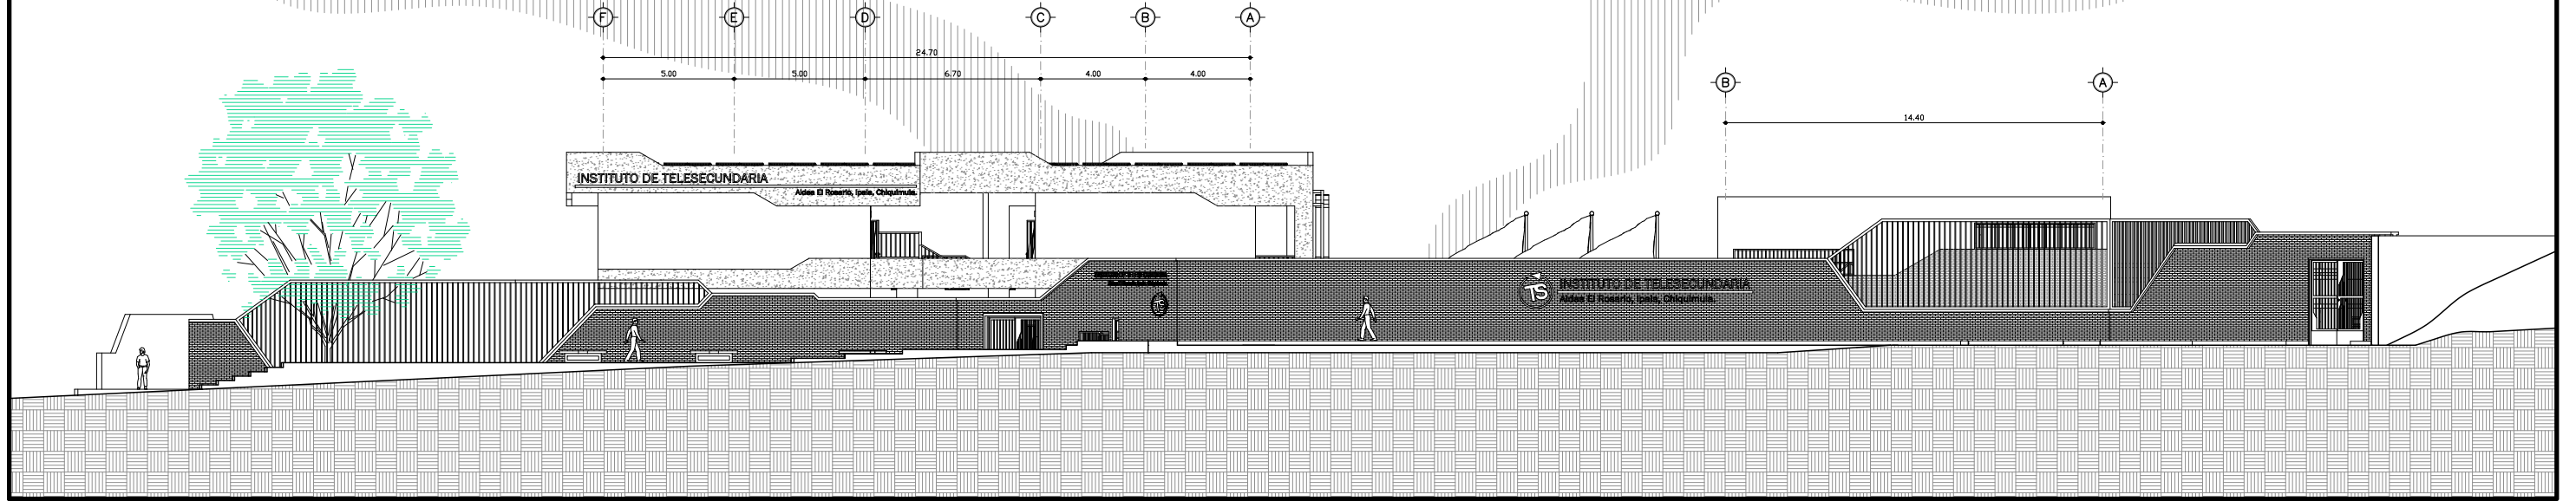 F E D C B A
24.70
5.00 5.00 6.70 4.00 4.00
B A
14.40
INSTITUTO DE TELESECUNDARIA
Aldea El Rosario, Ipala, Chiquimula.
TS INSTITUTO DE TELESECUNDARIA
Aldea El Rosario, Ipala, Chiquimula.